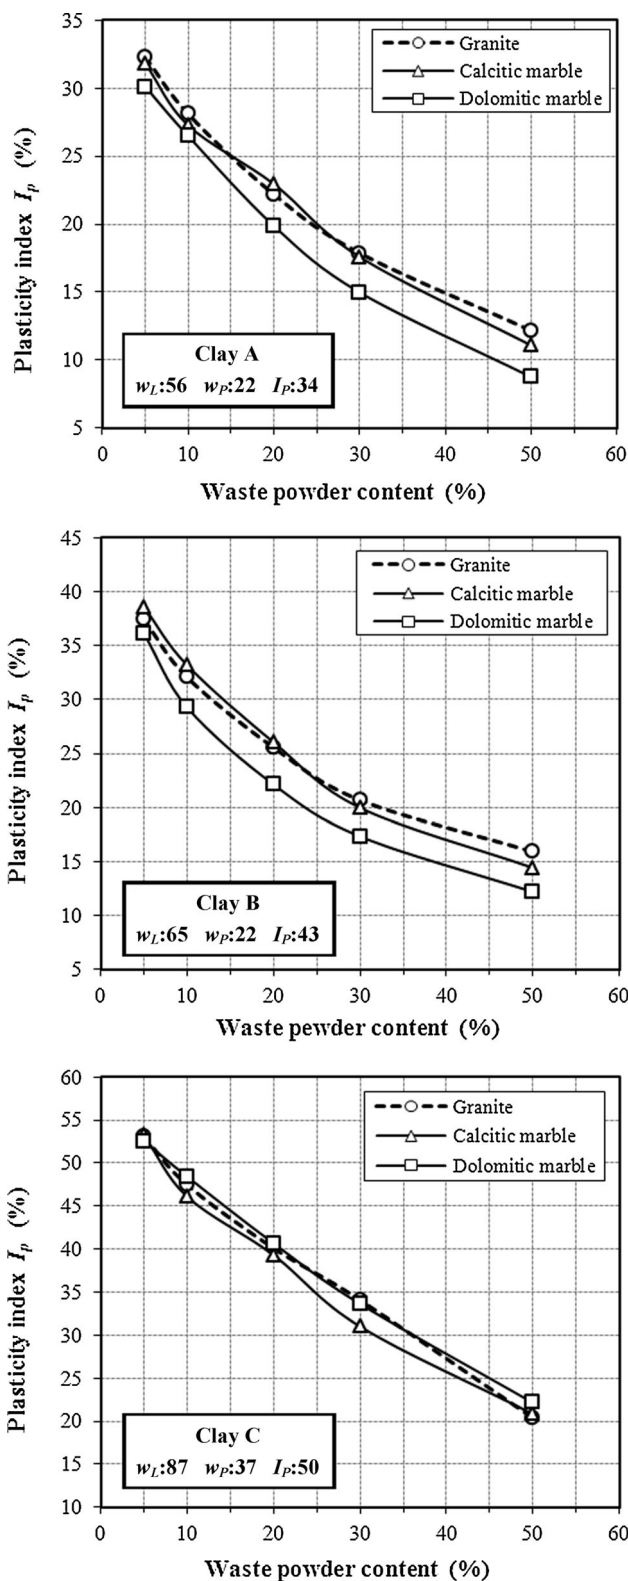 35
30
25
20
15
10
5
Plasticity index Ip (%)
Granite
Calcitic marble
Dolomitic marble
Clay A
wL:56 wP:22 IP:34
0 10 20 30 40 50 60
Waste powder content (%)
45
40
35
30
25
20
15
10
5
Plasticity index Ip (%)
Granite
Calcitic marble
Dolomitic marble
Clay B
wL:65 wP:22 IP:43
0 10 20 30 40 50 60
Waste pewder content (%)
60
55
50
45
40
35
30
25
20
15
10
Plasticity index Ip (%)
Granite
Calcitic marble
Dolomitic marble
Clay C
wL:87 wP:37 IP:50
0 10 20 30 40 50 60
Waste powder content (%)